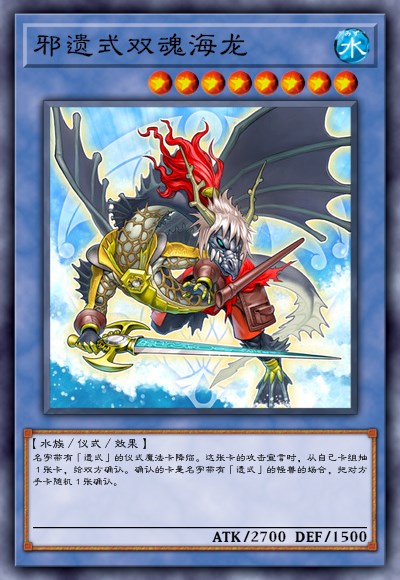 邪遗式双魂海龙
水
【水族／仪式／效果】
名字带有「遗式」的仪式魔法卡降临。这张卡的攻击宣言时，从自己卡组抽
1张卡，给双方确认。确认的卡是名字带有「遗式」的怪兽的场合，把对方
手卡随机1张确认。
ATK/2700 DEF/1500